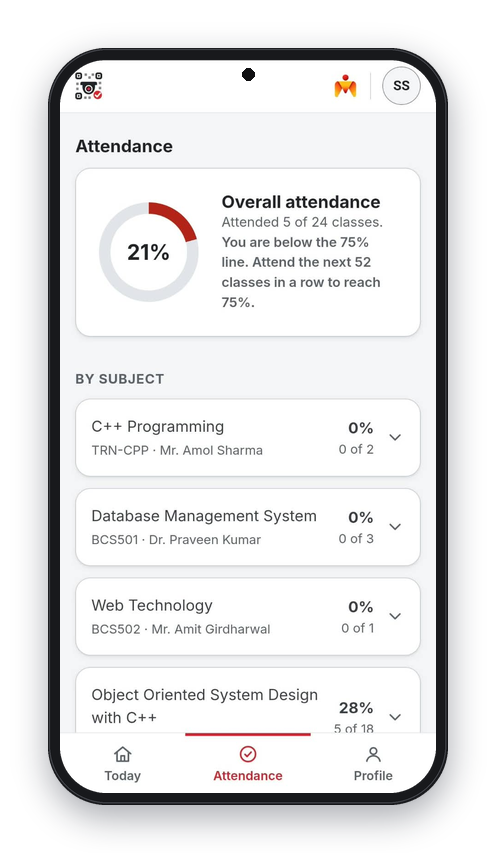 SS
Attendance
21%
Overall attendance
Attended 5 of 24 classes.
You are below the 75%
line. Attend the next 52
classes in a row to reach
75%.
BY SUBJECT
C++ Programming
0%
TRN-CPP · Mr. Amol Sharma
0 of 2
Database Management System
0%
BCS501 · Dr. Praveen Kumar
0 of 3
Web Technology
0%
BCS502 · Mr. Amit Girdharwal
0 of 1
Object Oriented System Design
with C++
28%
5 of 18
Today
Attendance
Profile